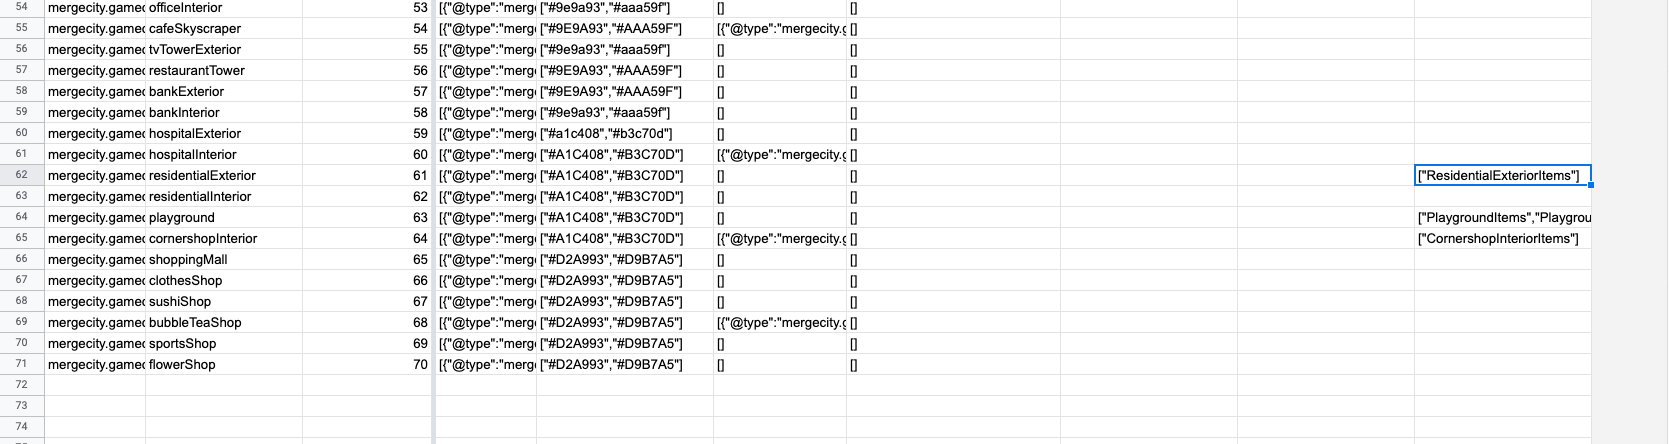 54 mergecity.gamec officeInterior 53 [{"@type":"merg ["#9e9a93","#aaa59f"] [] []
55 mergecity.gamec cafeSkyscraper 54 [{"@type":"merg ["#9E9A93","#AAA59F"] [{"@type":"mergecity.g []
56 mergecity.gamec tvTowerExterior 55 [{"@type":"merg ["#9e9a93","#aaa59f"] [] []
57 mergecity.gamec restaurantTower 56 [{"@type":"merg ["#9E9A93","#AAA59F"] [] []
58 mergecity.gamec bankExterior 57 [{"@type":"merg ["#9E9A93","#AAA59F"] [] []
59 mergecity.gamec bankInterior 58 [{"@type":"merg ["#9e9a93","#aaa59f"] [] []
60 mergecity.gamec hospitalExterior 59 [{"@type":"merg ["#a1c408","#b3c70d"] [] []
61 mergecity.gamec hospitalInterior 60 [{"@type":"merg ["#A1C408","#B3C70D"] [{"@type":"mergecity.g []
62 mergecity.gamec residentialExterior 61 [{"@type":"merg ["#A1C408","#B3C70D"] [] [] ["ResidentialExteriorItems"]
63 mergecity.gamec residentialInterior 62 [{"@type":"merg ["#A1C408","#B3C70D"] [] []
64 mergecity.gamec playground 63 [{"@type":"merg ["#A1C408","#B3C70D"] [] [] ["PlaygroundItems","Playgrou
65 mergecity.gamec cornershopInterior 64 [{"@type":"merg ["#A1C408","#B3C70D"] [{"@type":"mergecity.g [] ["CornershopInteriorItems"]
66 mergecity.gamec shoppingMall 65 [{"@type":"merg ["#D2A993","#D9B7A5"] [] []
67 mergecity.gamec clothesShop 66 [{"@type":"merg ["#D2A993","#D9B7A5"] [] []
68 mergecity.gamec sushiShop 67 [{"@type":"merg ["#D2A993","#D9B7A5"] [] []
69 mergecity.gamec bubbleTeaShop 68 [{"@type":"merg ["#D2A993","#D9B7A5"] [{"@type":"mergecity.g []
70 mergecity.gamec sportsShop 69 [{"@type":"merg ["#D2A993","#D9B7A5"] [] []
71 mergecity.gamec flowerShop 70 [{"@type":"merg ["#D2A993","#D9B7A5"] [] []
72
73
74